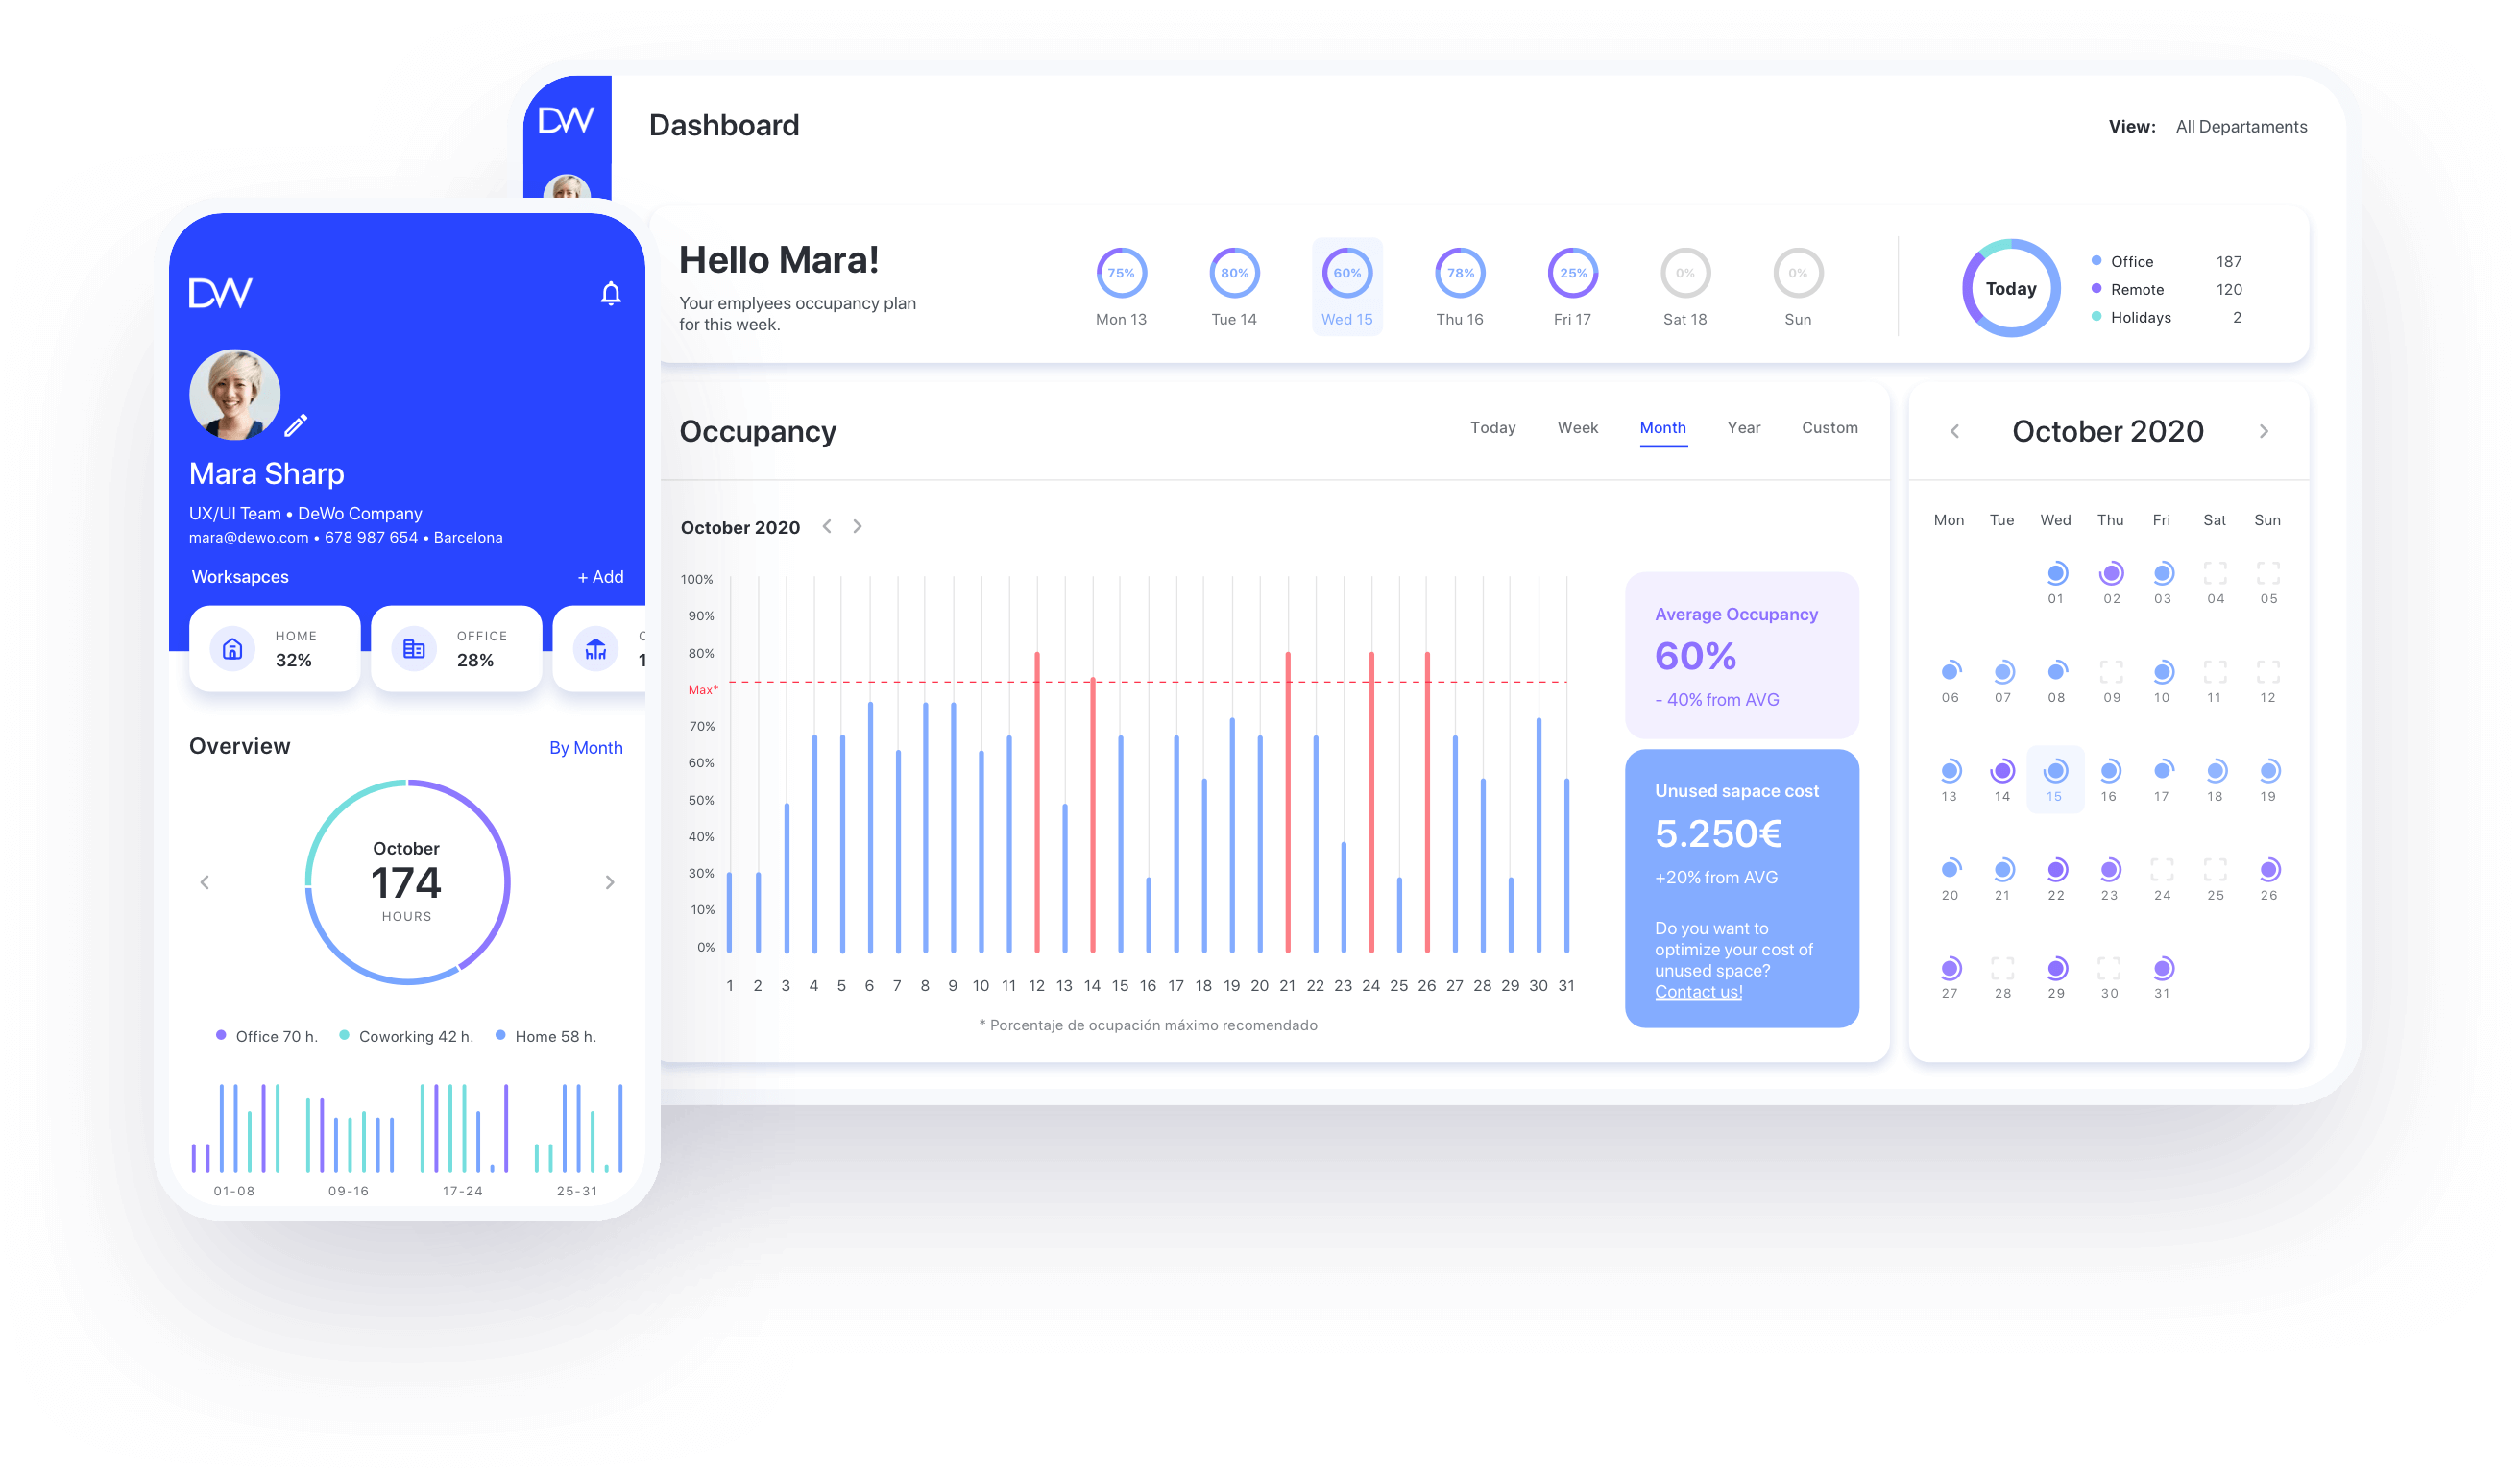 DW
Dashboard
View: All Departaments
Hello Mara!
Your emplyees occupancy plan
for this week.
75%
Mon 13
80%
Tue 14
60%
Wed 15
78%
Thu 16
25%
Fri 17
0%
Sat 18
0%
Sun
Today
Office 187
Remote 120
Holidays 2
DW
Mara Sharp
UX/UI Team • DeWo Company
mara@dewo.com • 678 987 654 • Barcelona
Worksapces + Add
HOME
32%
OFFICE
28%
C
1
Overview By Month
October
174
HOURS
Office 70 h. Coworking 42 h. Home 58 h.
01-08 09-16 17-24 25-31
Occupancy
Today Week Month Year Custom
October 2020
100%
90%
80%
Max*
70%
60%
50%
40%
30%
10%
0%
1 2 3 4 5 6 7 8 9 10 11 12 13 14 15 16 17 18 19 20 21 22 23 24 25 26 27 28 29 30 31
* Porcentaje de ocupación máximo recomendado
Average Occupancy
60%
- 40% from AVG
Unused sapace cost
5.250€
+20% from AVG
Do you want to
optimize your cost of
unused space?
Contact us!
October 2020
Mon Tue Wed Thu Fri Sat Sun
01 02 03 04 05
06 07 08 09 10 11 12
13 14 15 16 17 18 19
20 21 22 23 24 25 26
27 28 29 30 31